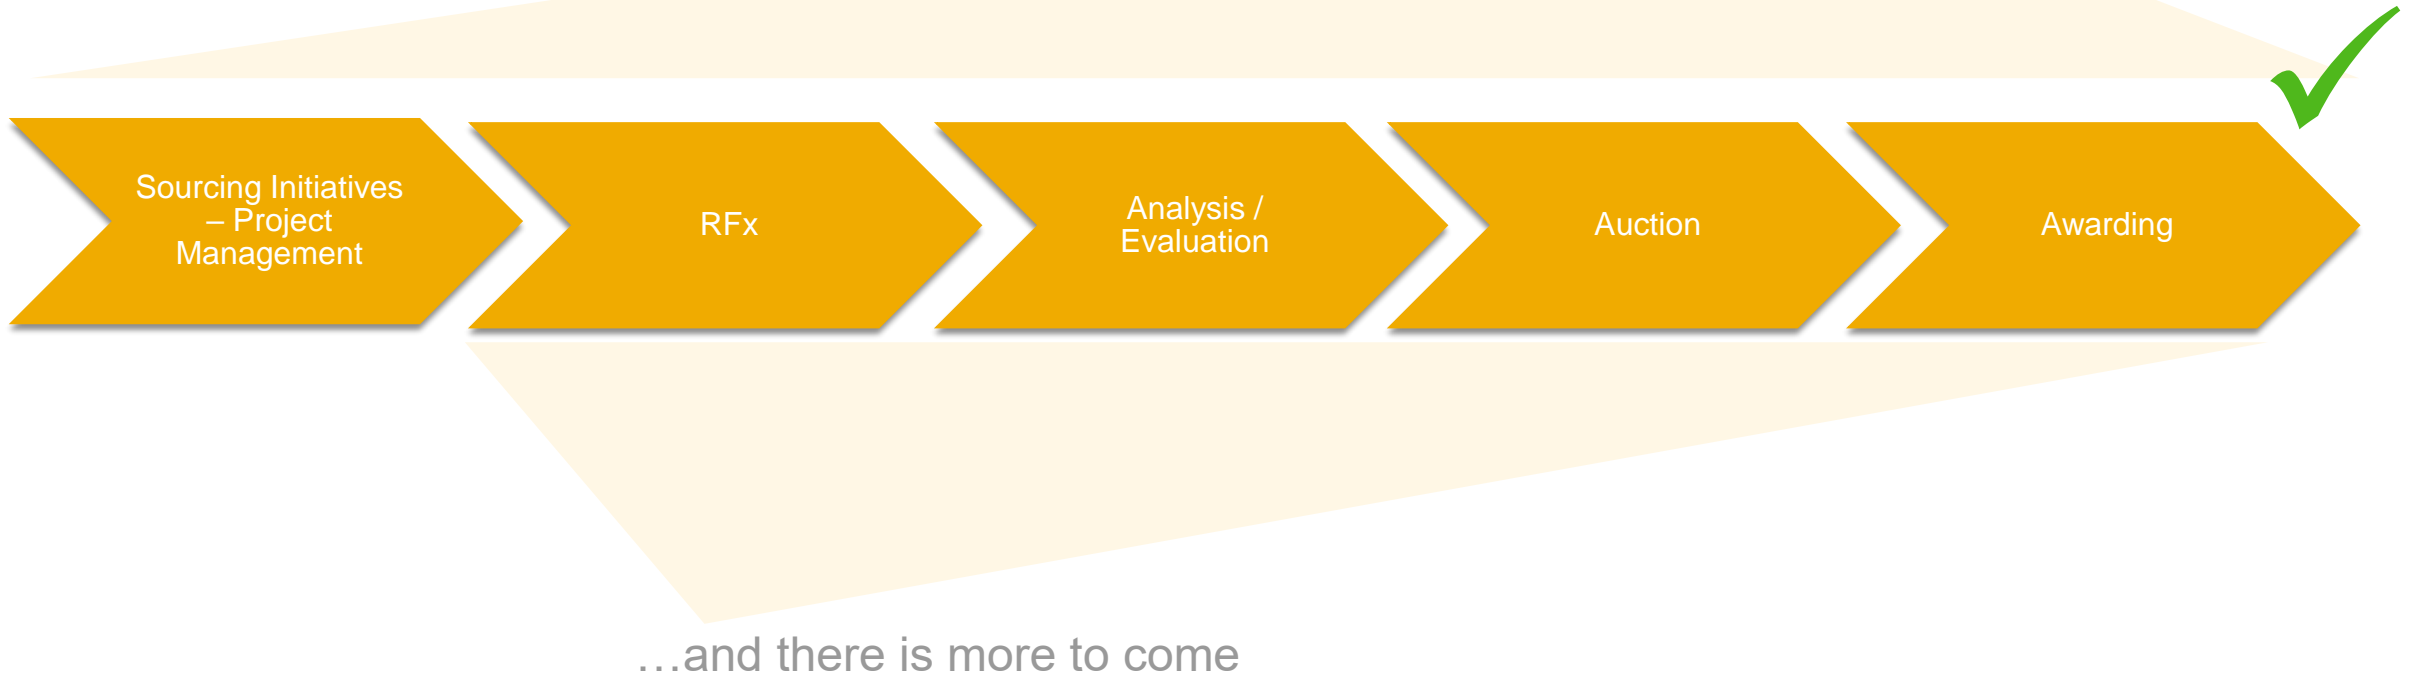 Sourcing Initiatives
– Project
Management
RFx
Analysis /
Evaluation
Auction
Awarding
…and there is more to come